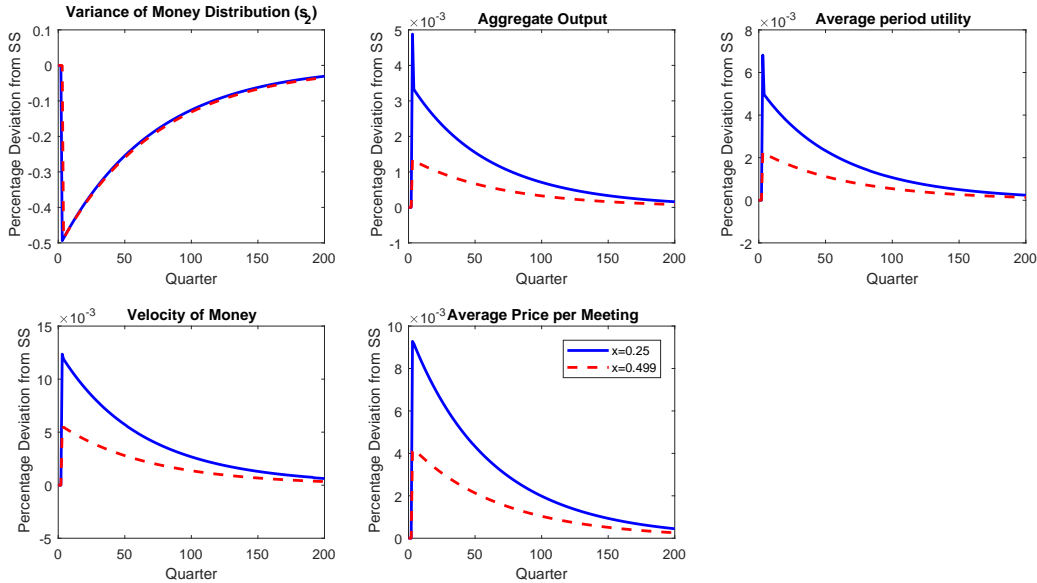 Variance of Money Distribution (s₂)
Percentage Deviation from SS
0.1
0
-0.1
-0.2
-0.3
-0.4
-0.5
0 50 100 150 200
Quarter
Aggregate Output
×10⁻³
Percentage Deviation from SS
5
4
3
2
1
0
-1
0 50 100 150 200
Quarter
Average period utility
×10⁻³
Percentage Deviation from SS
8
6
4
2
0
-2
0 50 100 150 200
Quarter
Velocity of Money
×10⁻³
Percentage Deviation from SS
15
10
5
0
-5
0 50 100 150 200
Quarter
Average Price per Meeting
×10⁻³
Percentage Deviation from SS
10
8
6
4
2
0
0 50 100 150 200
Quarter
x=0.25
x=0.499